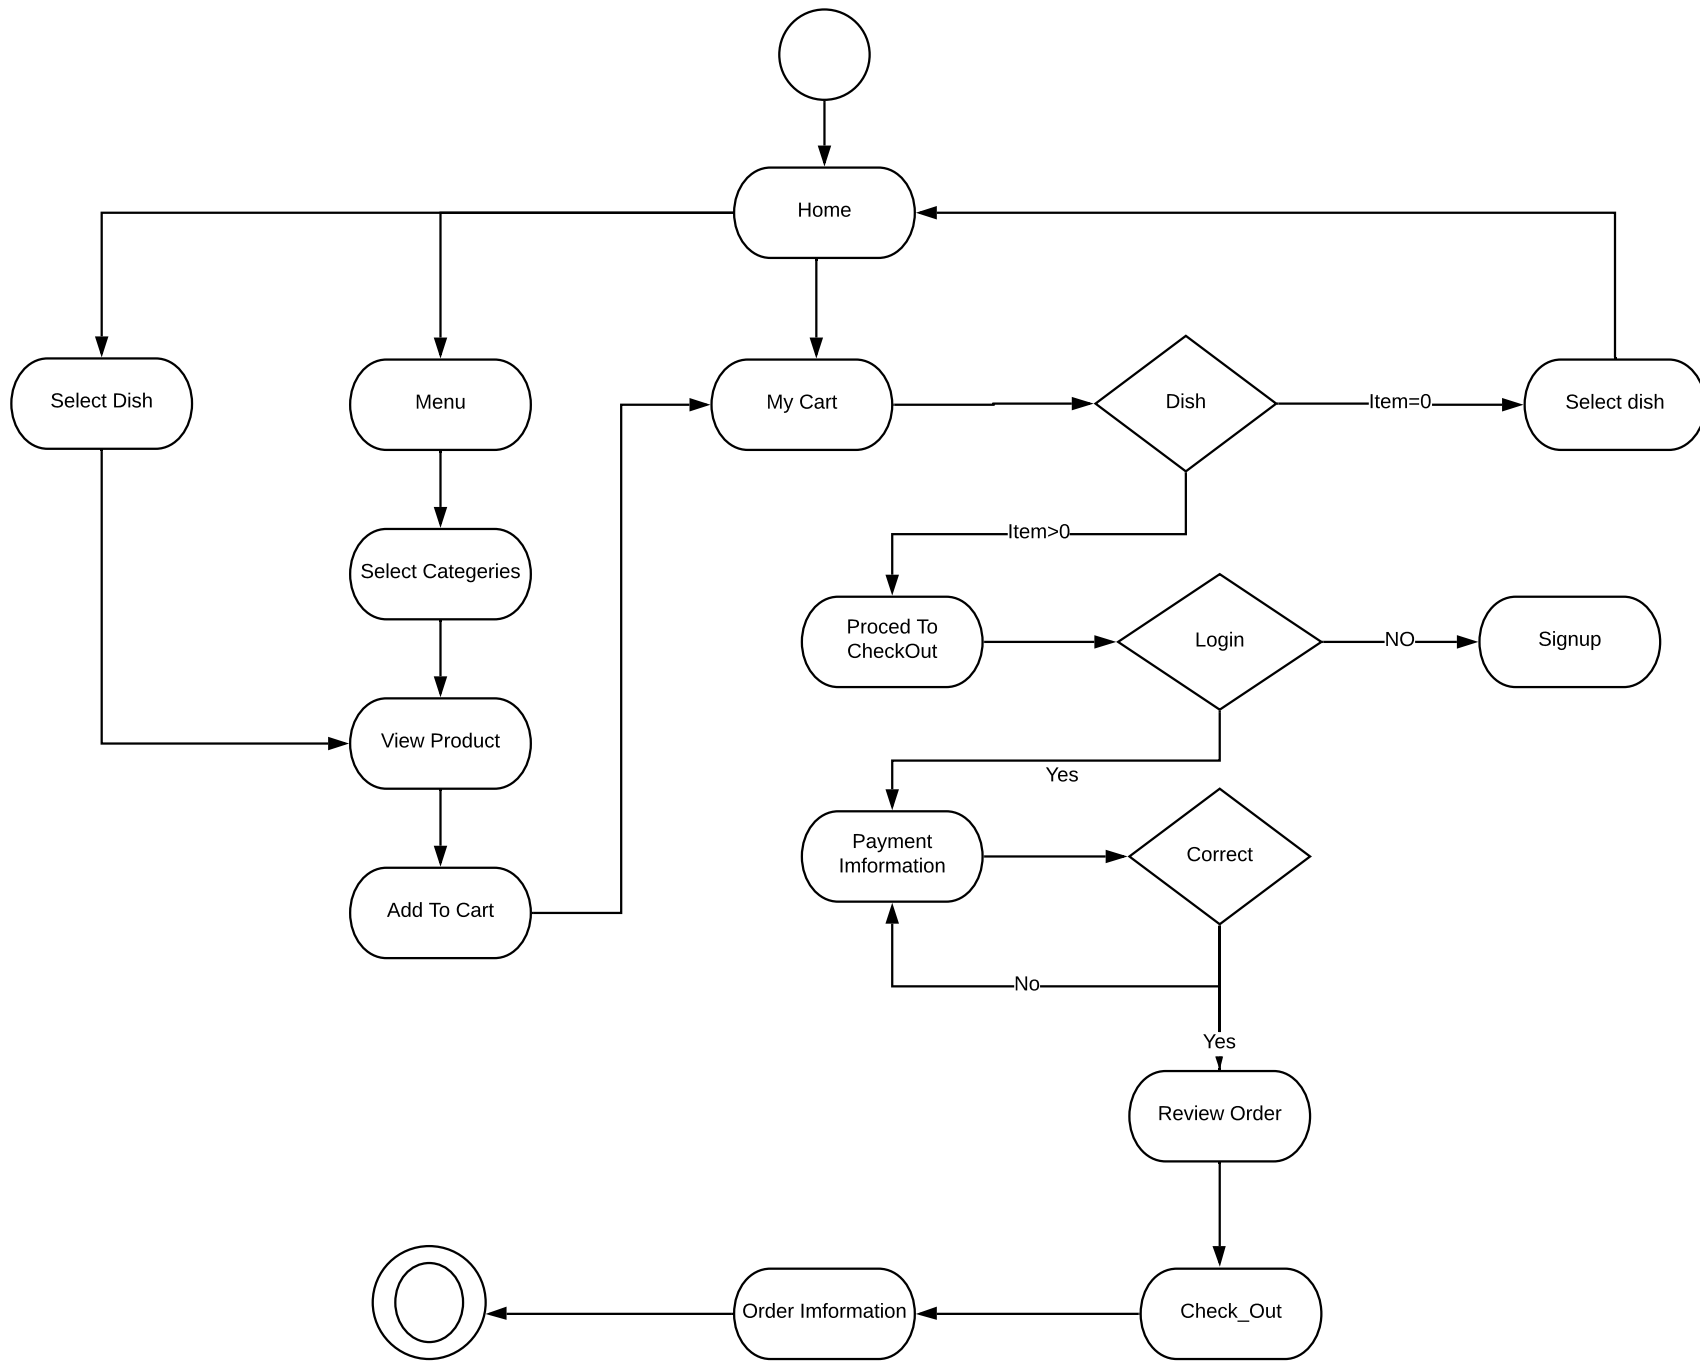 Home
Select Dish
Menu
My Cart
Dish
Item=0
Select dish
Item>0
Select Categeries
Proced To
CheckOut
Login
NO
Signup
View Product
Yes
Payment
Imformation
Correct
Add To Cart
No
Yes
Review Order
Order Imformation
Check_Out